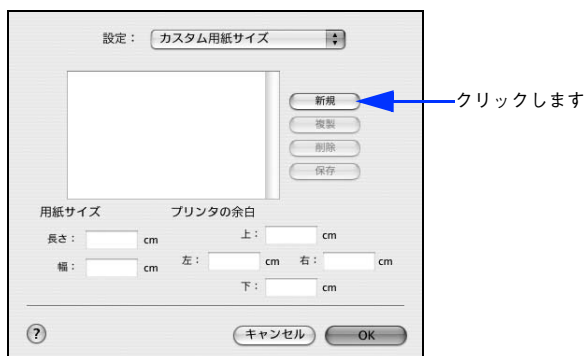 設定： カスタム用紙サイズ
新規
クリックします
複製
削除
保存
用紙サイズ プリンタの余白
長さ： cm 上： cm
幅： cm 左： cm 右： cm
下： cm
? キャンセル OK